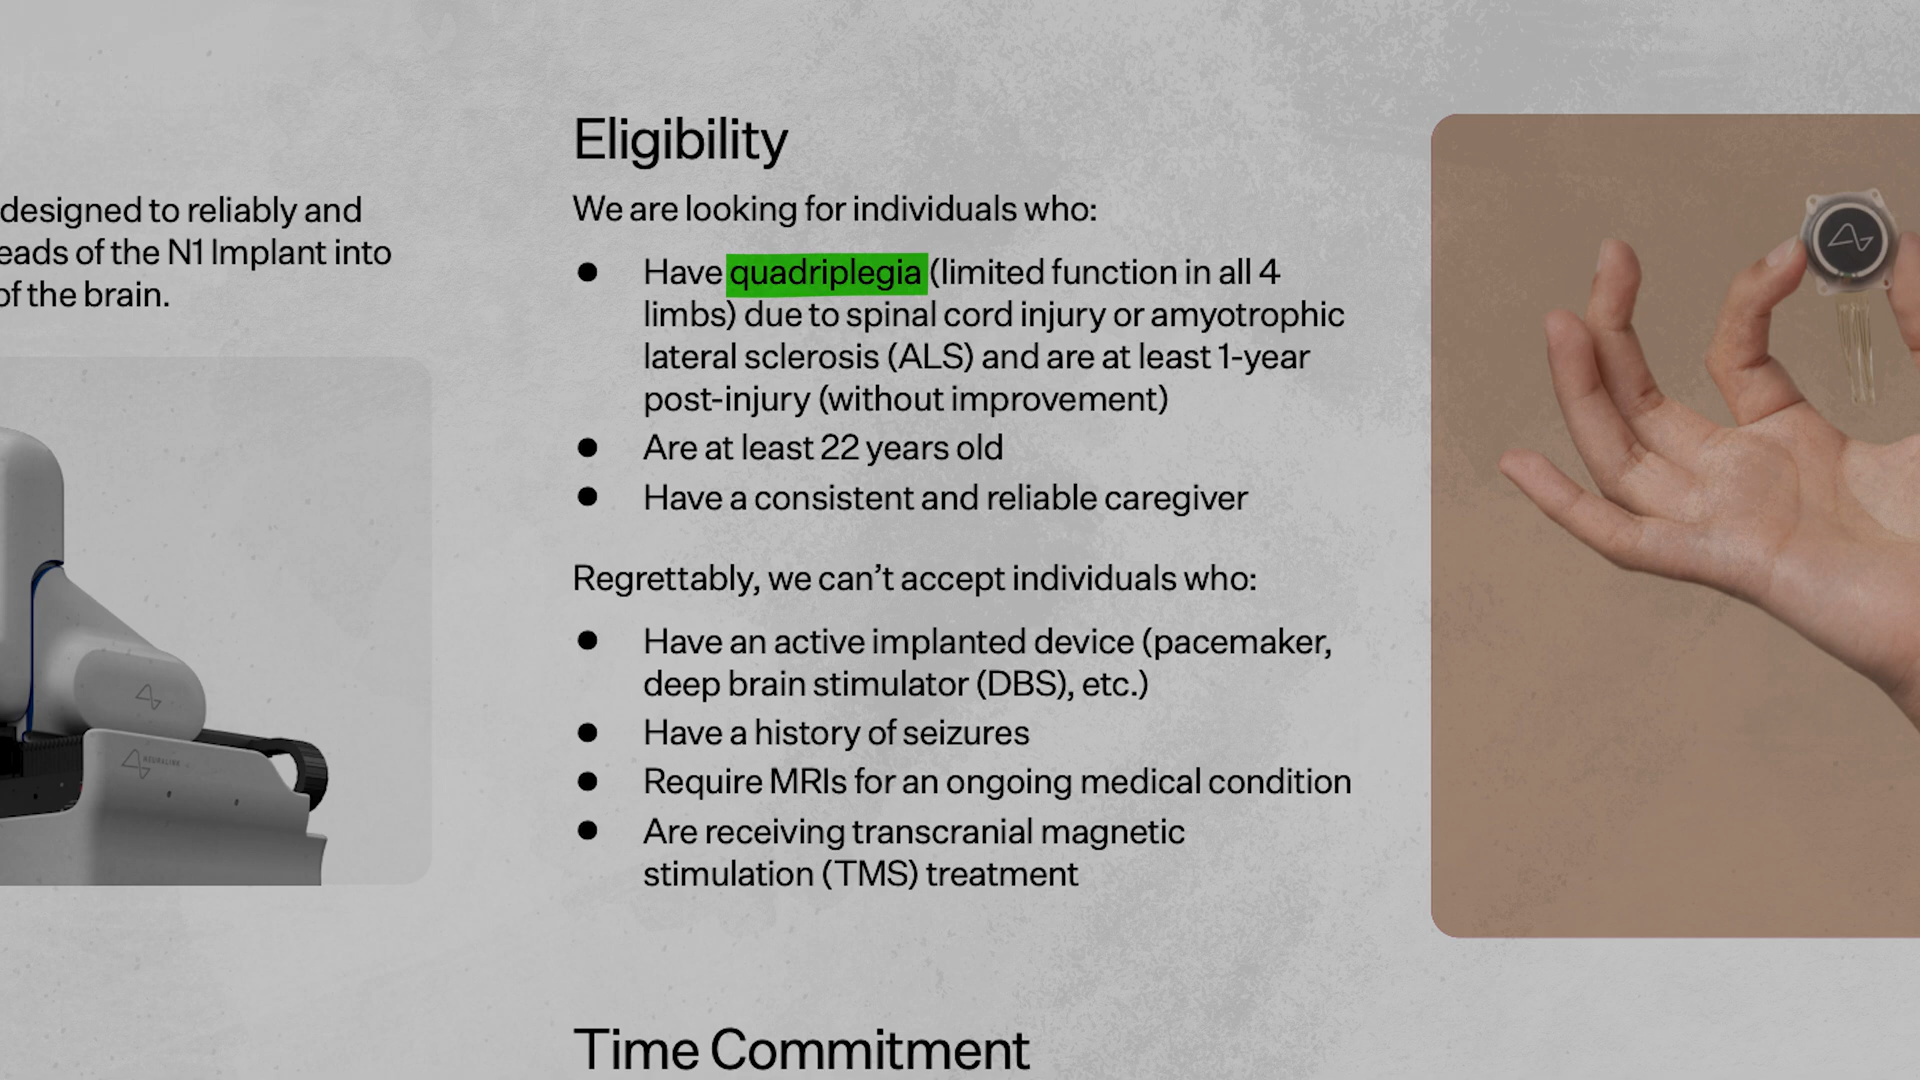 designed to reliably and
eads of the N1 Implant into
of the brain.
NEURALINK
Eligibility
We are looking for individuals who:
● Have quadriplegia (limited function in all 4
limbs) due to spinal cord injury or amyotrophic
lateral sclerosis (ALS) and are at least 1-year
post-injury (without improvement)
● Are at least 22 years old
● Have a consistent and reliable caregiver
Regrettably, we can’t accept individuals who:
● Have an active implanted device (pacemaker,
deep brain stimulator (DBS), etc.)
● Have a history of seizures
● Require MRIs for an ongoing medical condition
● Are receiving transcranial magnetic
stimulation (TMS) treatment
Time Commitment